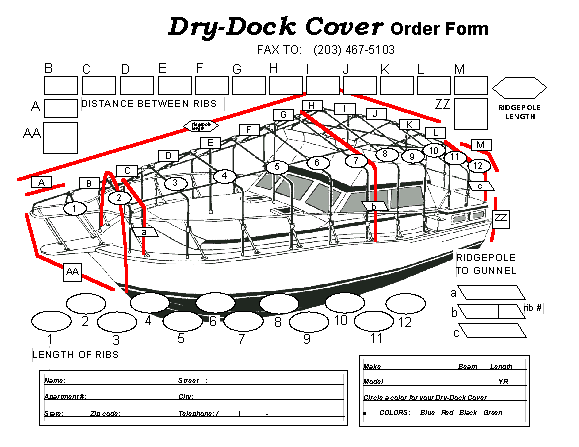 Dry-Dock Cover Order Form
FAX TO: (203) 467-5103
B C D E F G H I J K L M
A DISTANCE BETWEEN RIBS ZZ RIDGEPOLE
LENGTH
AA
H I J
G K
F L
E M
D
C
B
A
1 2 3 4 5 6 7 8 9 10 11 12
a b c
ZZ
AA
RIDGEPOLE
TO GUNNEL
a
b rib #
c
1 2 3 4 5 6 7 8 9 10 11 12
LENGTH OF RIBS
Name: Street :
Apartment#: City:
State: Zip code: Telephone: / ) -
Make Beam Length
Model YR
Circle a color for your Dry-Dock Cover
• COLORS: Blue Red Black Green